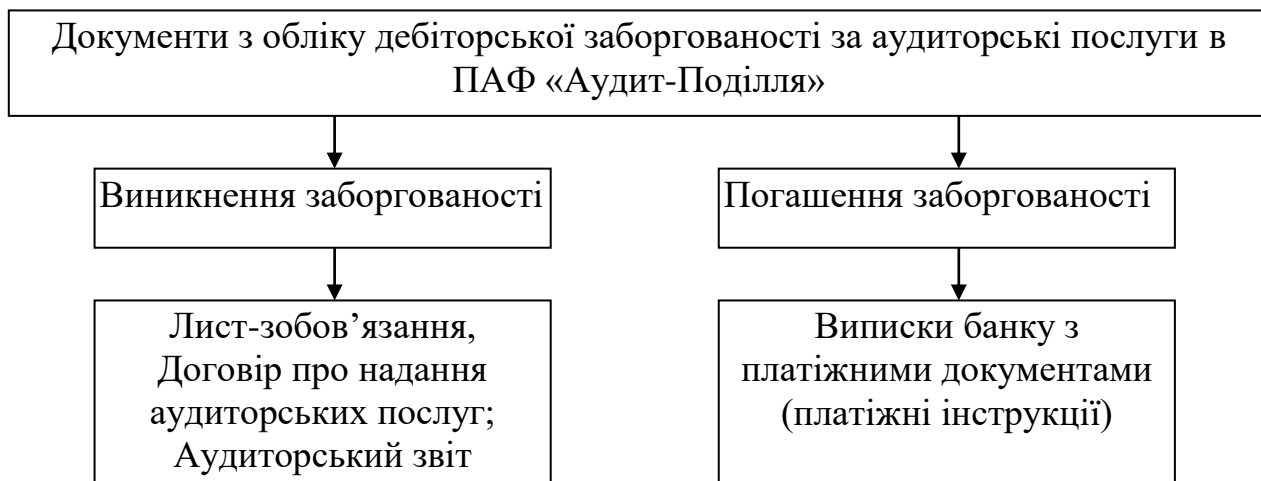 Документи з обліку дебіторської заборгованості за аудиторські послуги в
ПАФ «Аудит-Поділля»
Виникнення заборгованості
Погашення заборгованості
Лист-зобов’язання,
Договір про надання
аудиторських послуг;
Аудиторський звіт
Виписки банку з
платіжними документами
(платіжні інструкції)